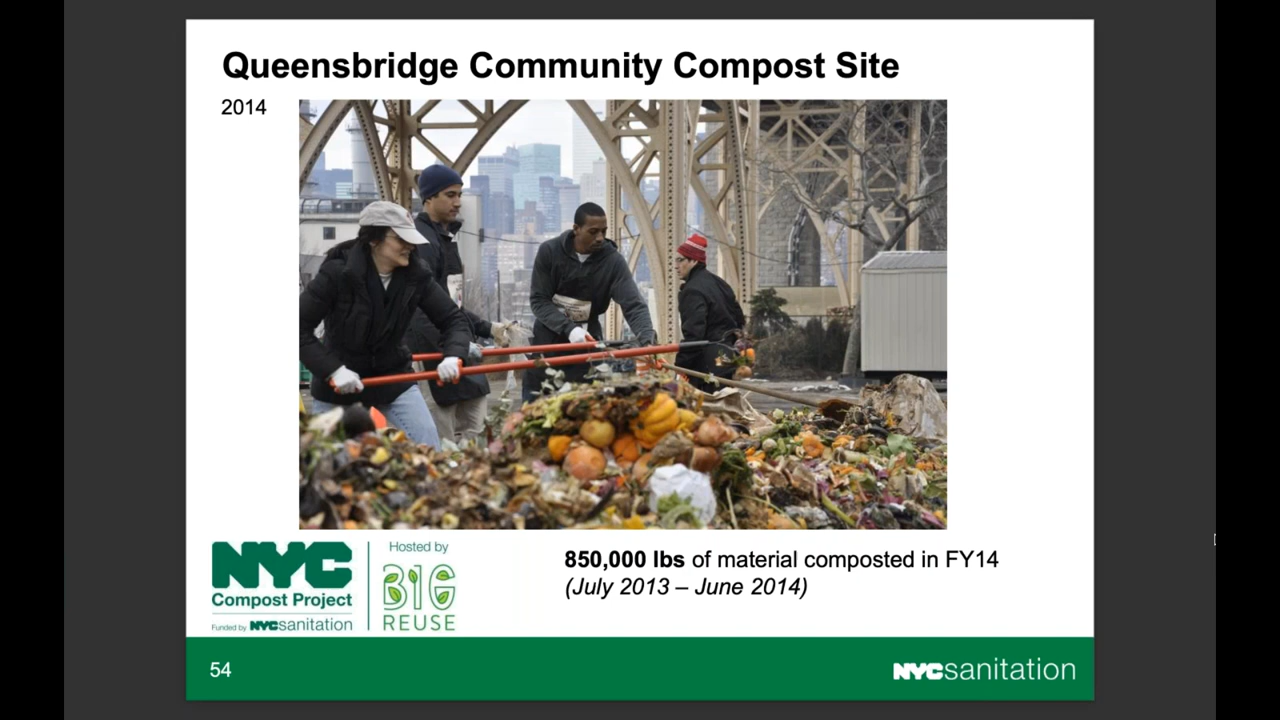 Queensbridge Community Compost Site
2014
NYC
Compost Project
Funded by NYCsanitation
Hosted by
BIG
REUSE
850,000 lbs of material composted in FY14
(July 2013 – June 2014)
54
NYCsanitation